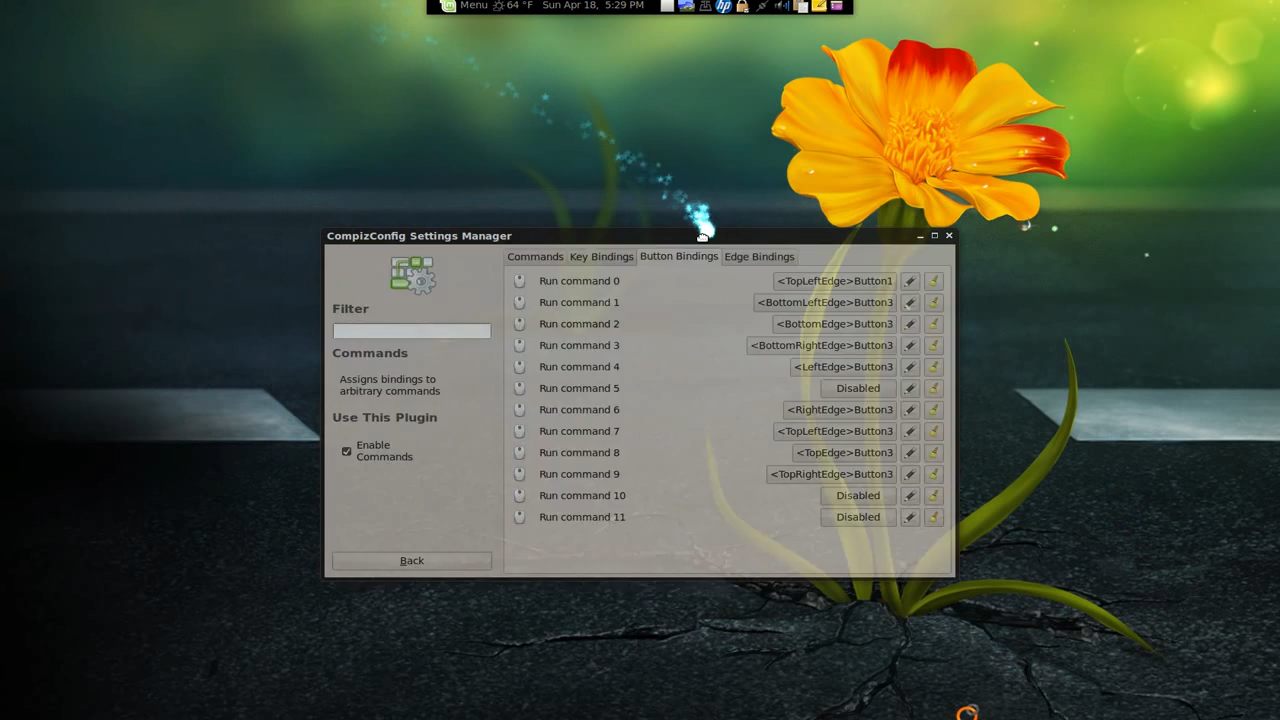 Menu 64 °F Sun Apr 18, 5:29 PM hp
CompizConfig Settings Manager
Commands Key Bindings Button Bindings Edge Bindings
Filter
Commands
Assigns bindings to
arbitrary commands
Use This Plugin
Enable
Commands
Back
Run command 0 <TopLeftEdge>Button1
Run command 1 <BottomLeftEdge>Button3
Run command 2 <BottomEdge>Button3
Run command 3 <BottomRightEdge>Button3
Run command 4 <LeftEdge>Button3
Run command 5 Disabled
Run command 6 <RightEdge>Button3
Run command 7 <TopLeftEdge>Button3
Run command 8 <TopEdge>Button3
Run command 9 <TopRightEdge>Button3
Run command 10 Disabled
Run command 11 Disabled